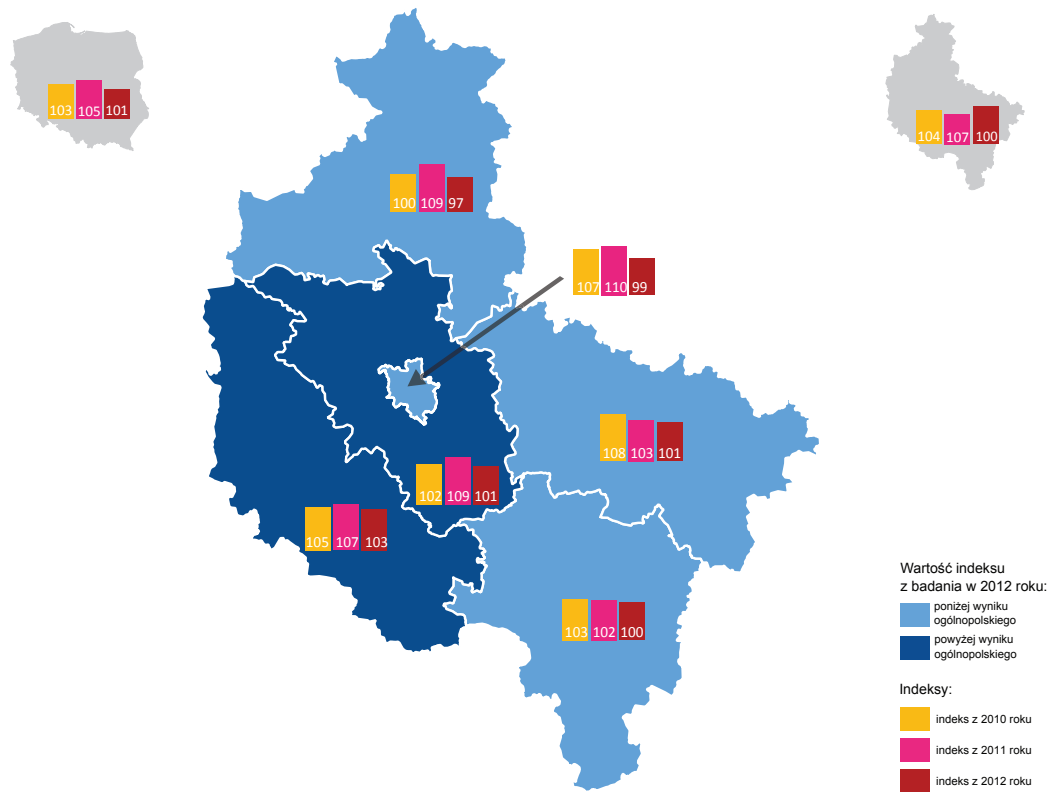 103 105 101
104 107 100
100 109 97
107 110 99
108 103 101
102 109 101
105 107 103
103 102 100
Wartość indeksu
z badania w 2012 roku:
poniżej wyniku
ogólnopolskiego
powyżej wyniku
ogólnopolskiego
Indeksy:
indeks z 2010 roku
indeks z 2011 roku
indeks z 2012 roku